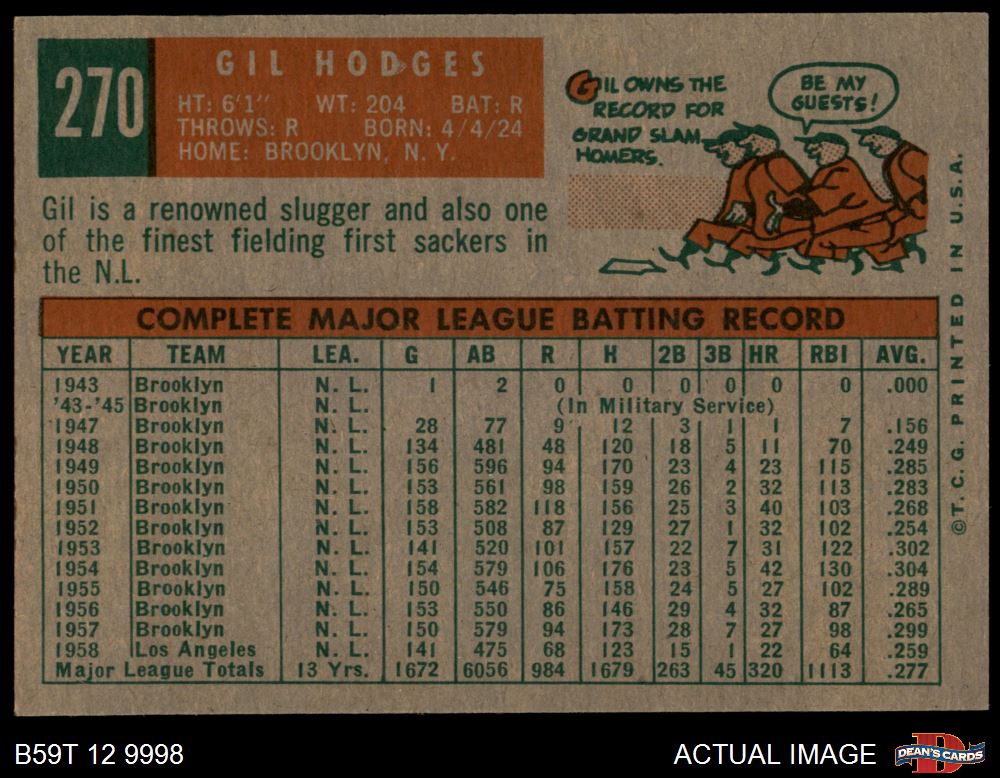 270
GIL HODGES
HT: 6'1" WT: 204 BAT: R
THROWS: R BORN: 4/4/24
HOME: BROOKLYN, N. Y.
GIL OWNS THE
RECORD FOR
GRAND SLAM
HOMERS.
BE MY
GUESTS!
Gil is a renowned slugger and also one
of the finest fielding first sackers in
the N.L.
COMPLETE MAJOR LEAGUE BATTING RECORD
YEAR TEAM LEA. G AB R H 2B 3B HR RBI AVG.
1943 Brooklyn N. L. 1 2 0 0 0 0 0 0 .000
'43-'45 Brooklyn N. L. (In Military Service)
1947 Brooklyn N. L. 28 77 9 12 3 1 1 7 .156
1948 Brooklyn N. L. 134 481 48 120 18 5 11 70 .249
1949 Brooklyn N. L. 156 596 94 170 23 4 23 115 .285
1950 Brooklyn N. L. 153 561 98 159 26 2 32 113 .283
1951 Brooklyn N. L. 158 582 118 156 25 3 40 103 .268
1952 Brooklyn N. L. 153 508 87 129 27 1 32 102 .254
1953 Brooklyn N. L. 141 520 101 157 22 7 31 122 .302
1954 Brooklyn N. L. 154 579 106 176 23 5 42 130 .304
1955 Brooklyn N. L. 150 546 75 158 24 5 27 102 .289
1956 Brooklyn N. L. 153 550 86 146 29 4 32 87 .265
1957 Brooklyn N. L. 150 579 94 173 28 7 27 98 .299
1958 Los Angeles N. L. 141 475 68 123 15 1 22 64 .259
Major League Totals 13 Yrs. 1672 6056 984 1679 263 45 320 1113 .277
©T. C. G. PRINTED IN U.S.A.
B59T 12 9998
ACTUAL IMAGE
D
DEAN'S CARDS